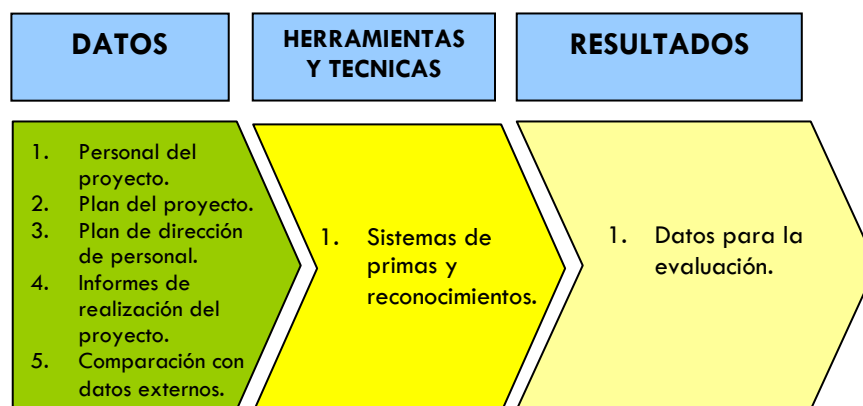 DATOS
HERRAMIENTAS
Y TECNICAS
RESULTADOS
1. Personal del
proyecto.
2. Plan del proyecto.
3. Plan de dirección
de personal.
4. Informes de
realización del
proyecto.
5. Comparación con
datos externos.
1. Sistemas de
primas y
reconocimientos.
1. Datos para la
evaluación.